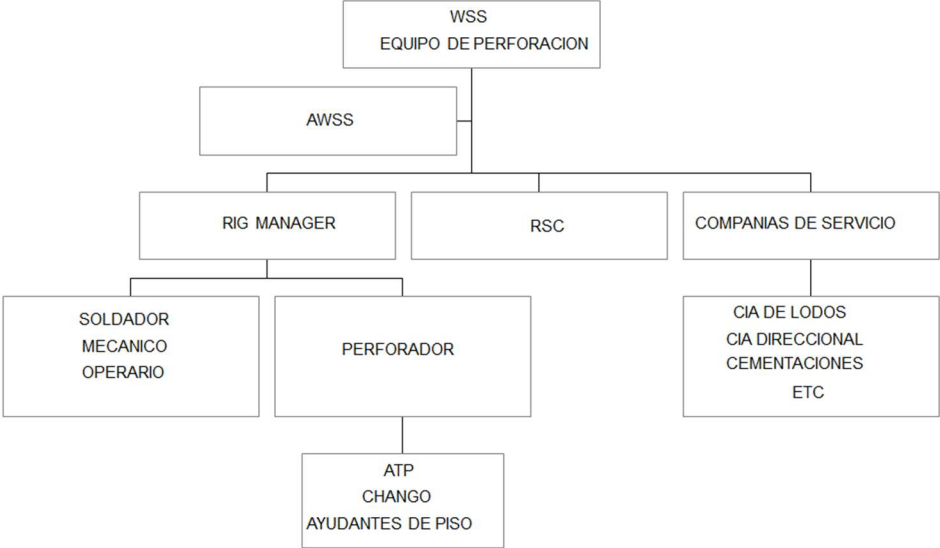 WSS
EQUIPO DE PERFORACION
AWSS
RIG MANAGER
RSC
COMPANIAS DE SERVICIO
SOLDADOR
MECANICO
OPERARIO
PERFORADOR
CIA DE LODOS
CIA DIRECCIONAL
CEMENTACIONES
ETC
ATP
CHANGO
AYUDANTES DE PISO